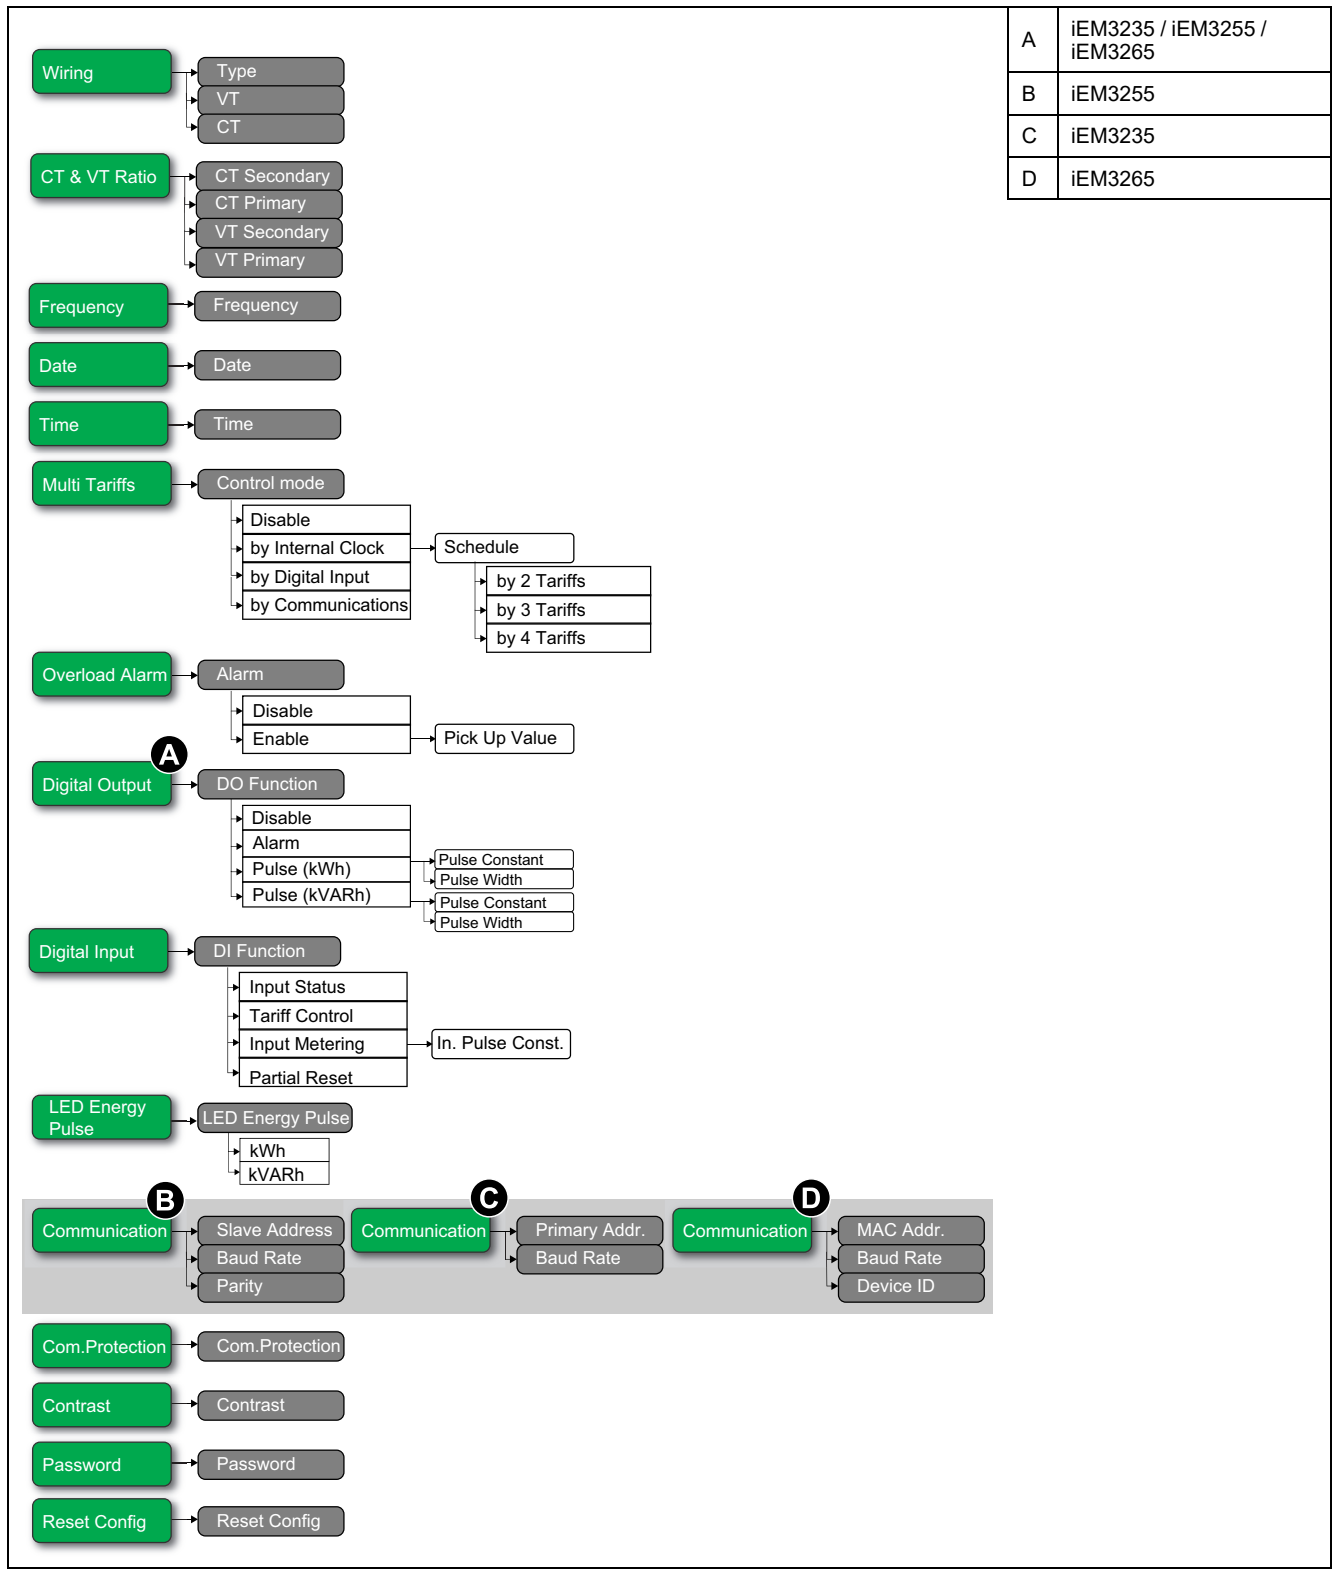 A
iEM3235 / iEM3255 /
iEM3265
B
iEM3255
C
iEM3235
D
iEM3265
Wiring
Type
VT
CT
CT & VT Ratio
CT Secondary
CT Primary
VT Secondary
VT Primary
Frequency
Frequency
Date
Date
Time
Time
Multi Tariffs
Control mode
Disable
by Internal Clock
Schedule
by Digital Input
by 2 Tariffs
by Communications
by 3 Tariffs
by 4 Tariffs
Overload Alarm
Alarm
Disable
Enable
Pick Up Value
A
Digital Output
DO Function
Disable
Alarm
Pulse (kWh)
Pulse Constant
Pulse Width
Pulse (kVARh)
Pulse Constant
Pulse Width
Digital Input
DI Function
Input Status
Tariff Control
Input Metering
In. Pulse Const.
Partial Reset
LED Energy
Pulse
LED Energy Pulse
kWh
kVARh
B
Communication
Slave Address
Baud Rate
Parity
C
Communication
Primary Addr.
Baud Rate
D
Communication
MAC Addr.
Baud Rate
Device ID
Com.Protection
Com.Protection
Contrast
Contrast
Password
Password
Reset Config
Reset Config